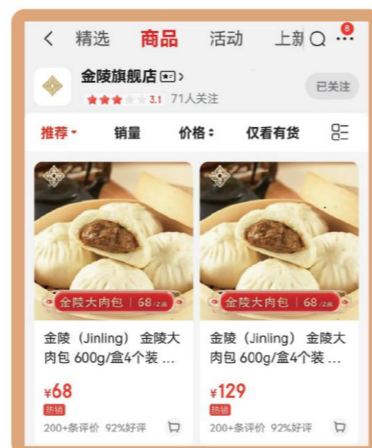 精选 商品 活动 上新 8
金陵旗舰店
3.1 71人关注 已关注
推荐 销量 价格 仅看有货
金陵大肉包 68/2盒 金陵大肉包 68/2盒
金陵（Jinling） 金陵大 金陵（Jinling） 金陵大
肉包 600g/盒4个装 ... 肉包 600g/盒4个装 ...
¥68 ¥129
热销 热销
200+条评价 92%好评 200+条评价 92%好评